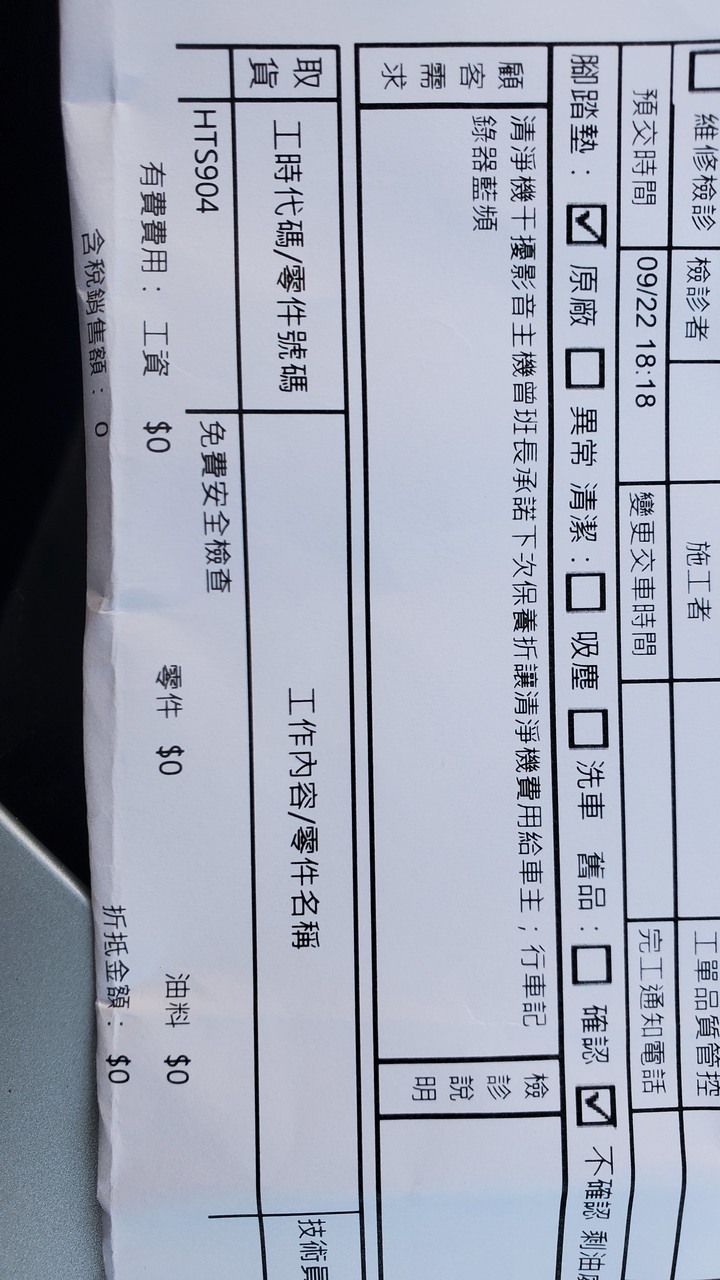 維修檢診 檢診者 施工者 工單品質管控
預交時間 09/22 18:18 變更交車時間 完工通知電話
腳踏墊： ☑ 原廠 ☐ 異常 清潔：☐ 吸塵 ☐ 洗車 舊品：☐ 確認 ☑ 不確認 剩油
顧客需求
清淨機干擾影音主機曾班長承諾下次保養折讓清淨機費用給車主；行車記
錄器藍頻
檢診說明
取貨 工時代碼/零件號碼 工作內容/零件名稱 技術員
HTS904 免費安全檢查
有費費用： 工資 $0 零件 $0 油料 $0
含稅銷售額： 0 折抵金額： $0